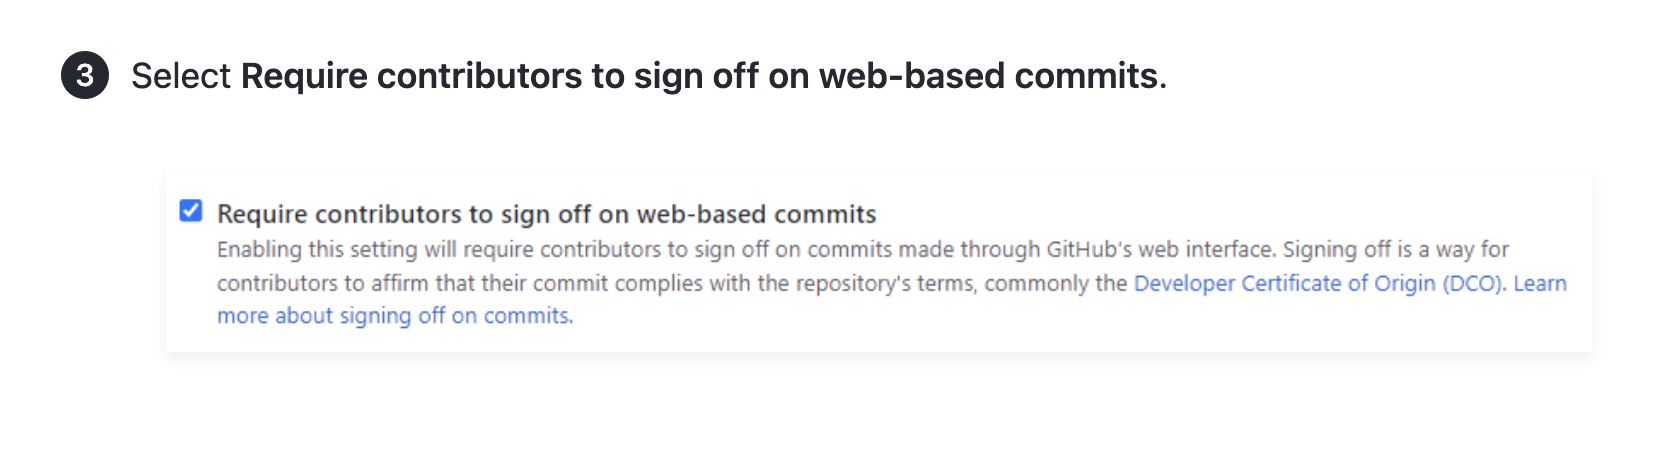 3 Select Require contributors to sign off on web-based commits.
Require contributors to sign off on web-based commits
Enabling this setting will require contributors to sign off on commits made through GitHub's web interface. Signing off is a way for
contributors to affirm that their commit complies with the repository's terms, commonly the Developer Certificate of Origin (DCO). Learn
more about signing off on commits.